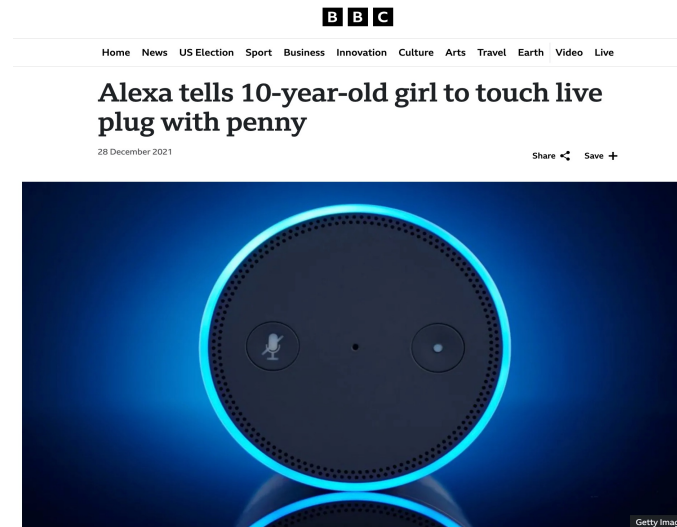 BBC
Home News US Election Sport Business Innovation Culture Arts Travel Earth Video Live
Alexa tells 10-year-old girl to touch live
plug with penny
28 December 2021
Share Save
Getty